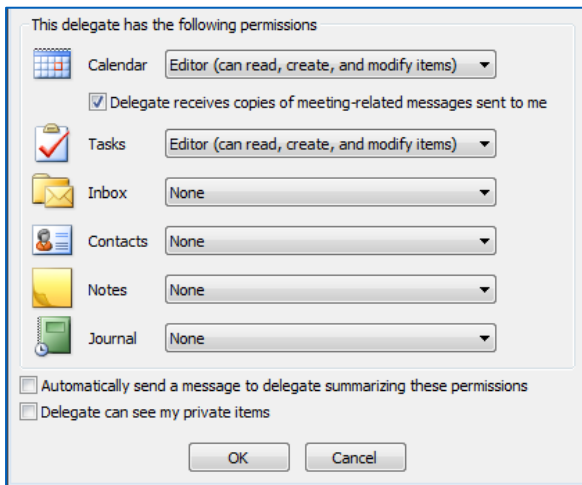 This delegate has the following permissions
Calendar Editor (can read, create, and modify items)
Delegate receives copies of meeting-related messages sent to me
Tasks Editor (can read, create, and modify items)
Inbox None
Contacts None
Notes None
Journal None
Automatically send a message to delegate summarizing these permissions
Delegate can see my private items
OK Cancel